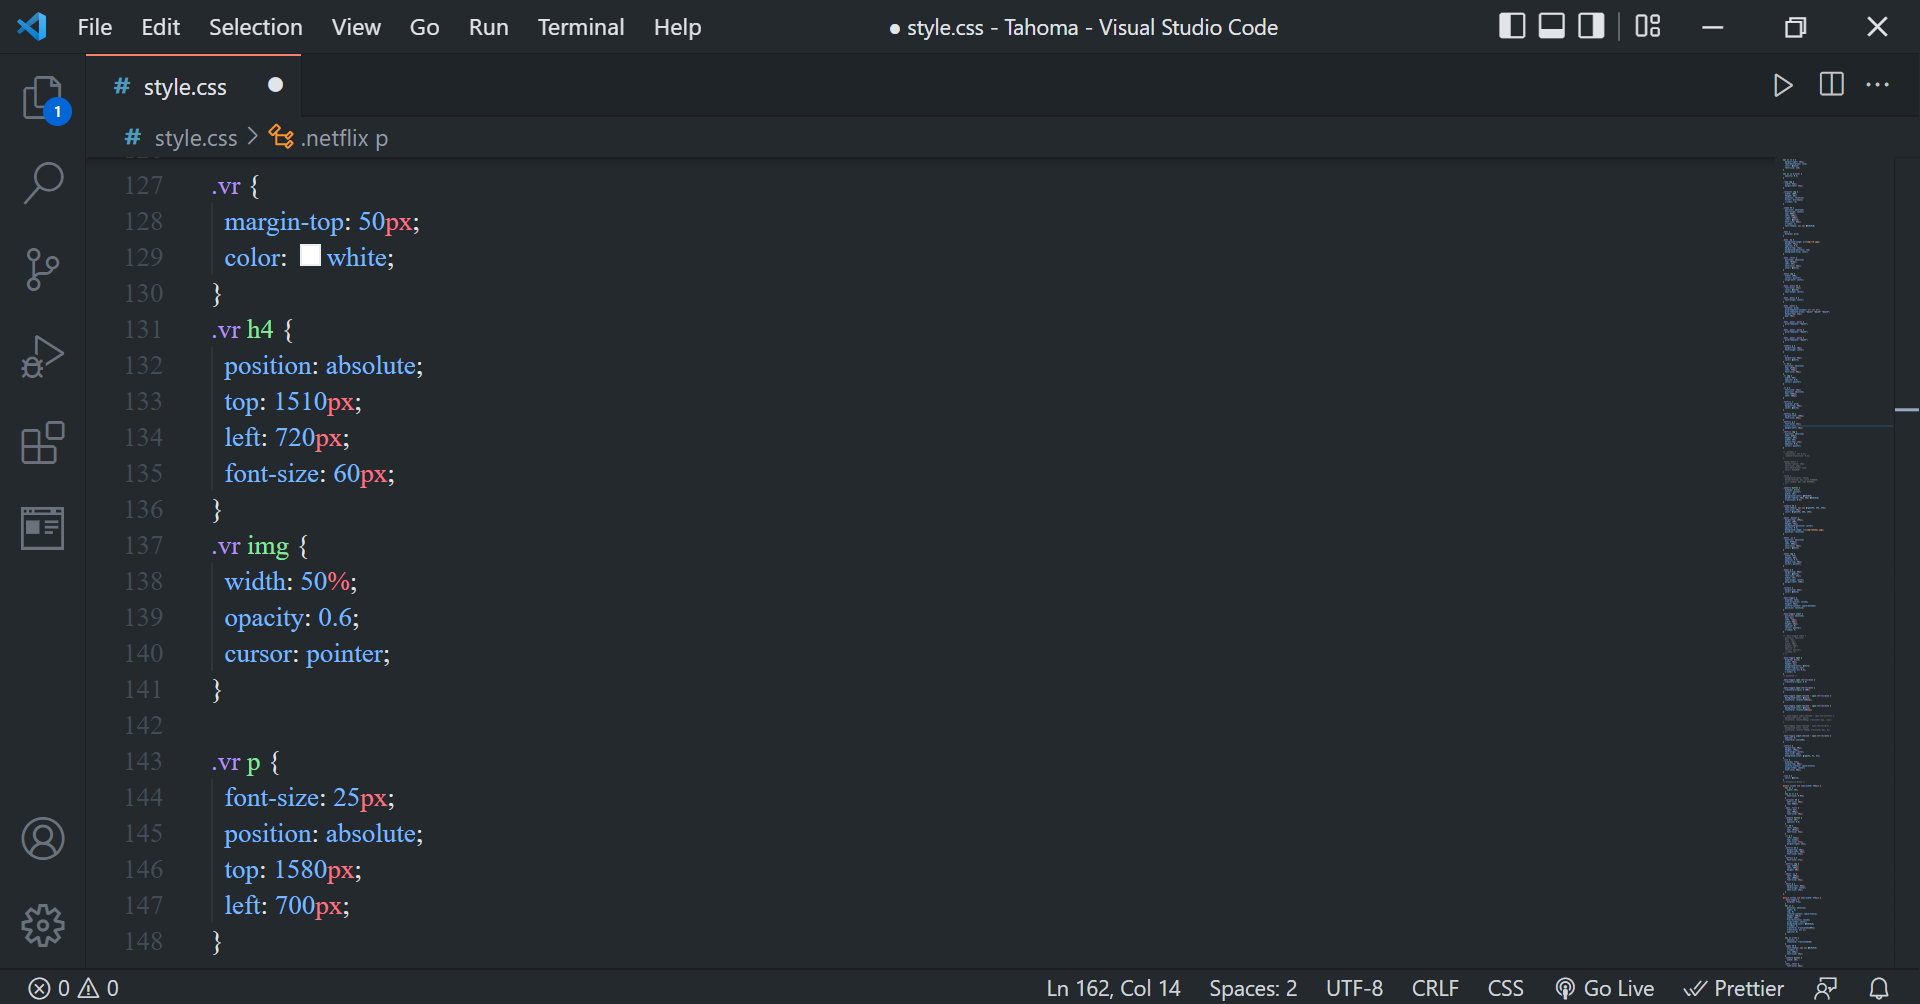 File Edit Selection View Go Run Terminal Help
● style.css - Tahoma - Visual Studio Code
# style.css ●
1
# style.css > .netflix p
127 .vr {
128 margin-top: 50px;
129 color: white;
130 }
131 .vr h4 {
132 position: absolute;
133 top: 1510px;
134 left: 720px;
135 font-size: 60px;
136 }
137 .vr img {
138 width: 50%;
139 opacity: 0.6;
140 cursor: pointer;
141 }
142
143 .vr p {
144 font-size: 25px;
145 position: absolute;
146 top: 1580px;
147 left: 700px;
148 }
0 0 Ln 162, Col 14 Spaces: 2 UTF-8 CRLF CSS Go Live Prettier